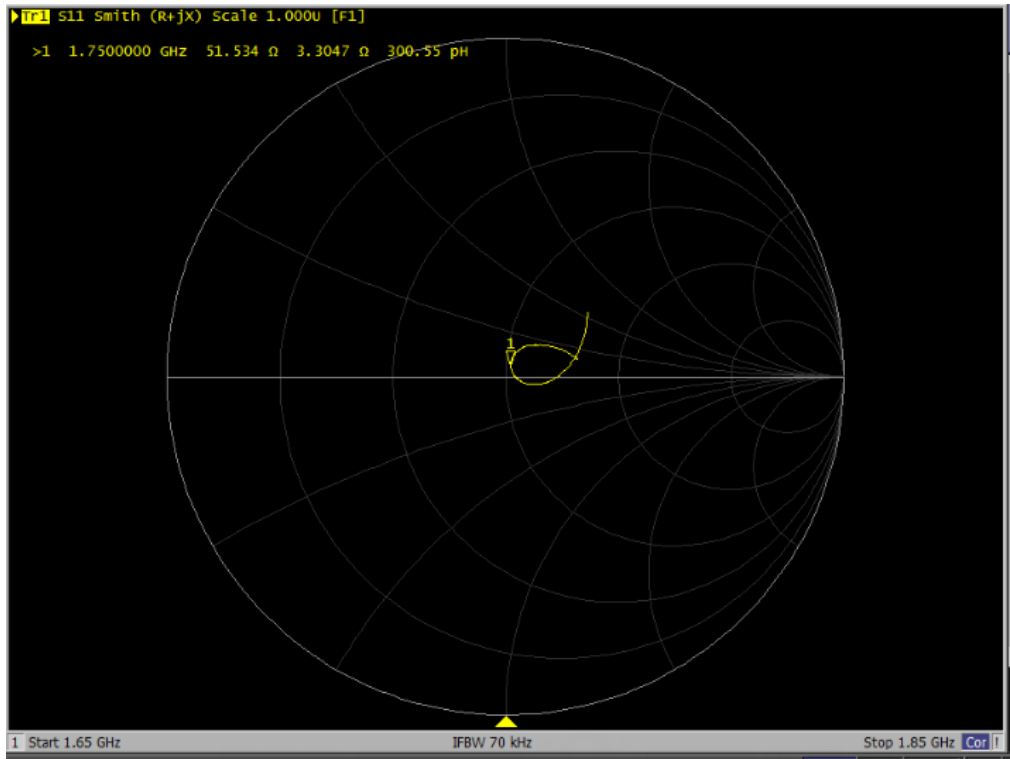 Tr1 S11 Smith (R+jX) Scale 1.000U [F1]
>1 1.7500000 GHz 51.534 Ω 3.3047 Ω 300.55 pH
1
1 Start 1.65 GHz IFBW 70 kHz Stop 1.85 GHz Cor !